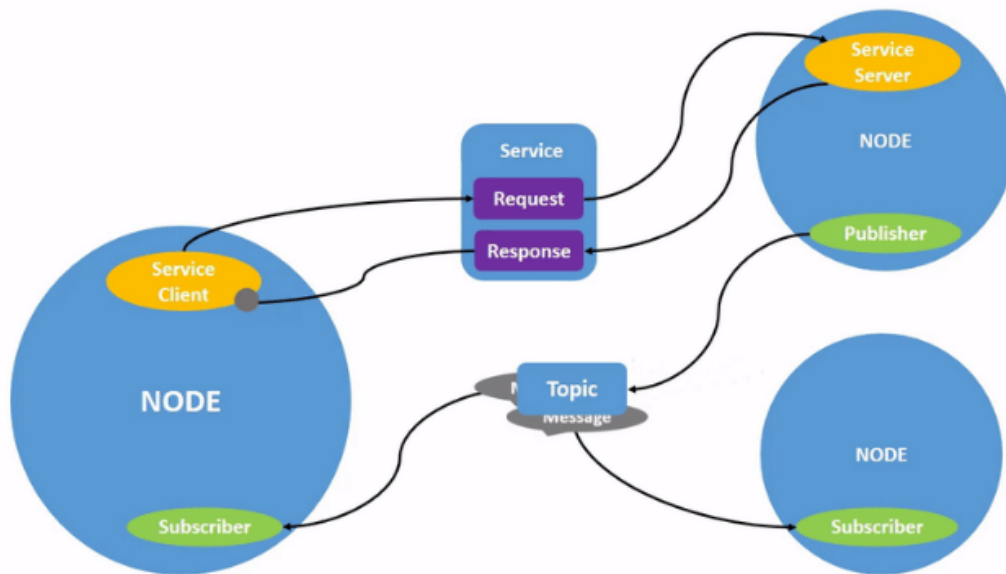 Service
Server
NODE
Publisher
Service
Request
Response
Service
Client
NODE
Subscriber
Topic
Message
NODE
Subscriber